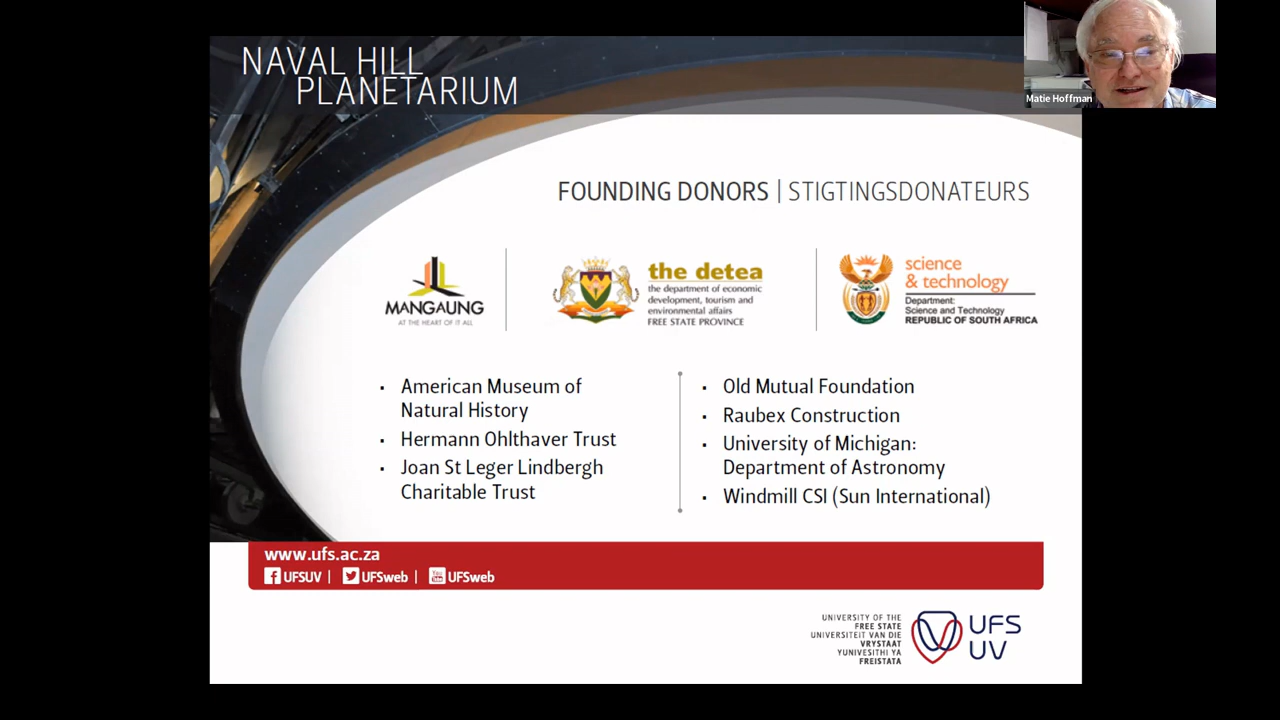 NAVAL HILL
PLANETARIUM
Matie Hoffman
FOUNDING DONORS | STIGTINGSDONATEURS
MANGAUNG
AT THE HEART OF IT ALL
the detea
the department of economic
development, tourism and
environmental affairs
FREE STATE PROVINCE
science
& technology
Department:
Science and Technology
REPUBLIC OF SOUTH AFRICA
▪ American Museum of
Natural History
▪ Hermann Ohlthaver Trust
▪ Joan St Leger Lindbergh
Charitable Trust
▪ Old Mutual Foundation
▪ Raubex Construction
▪ University of Michigan:
Department of Astronomy
▪ Windmill CSI (Sun International)
www.ufs.ac.za
UFSUV | UFSweb | UFSweb
UNIVERSITY OF THE
FREE STATE
UNIVERSITEIT VAN DIE
VRYSTAAT
YUNIVESITHI YA
FREISTATA
UFS
UV